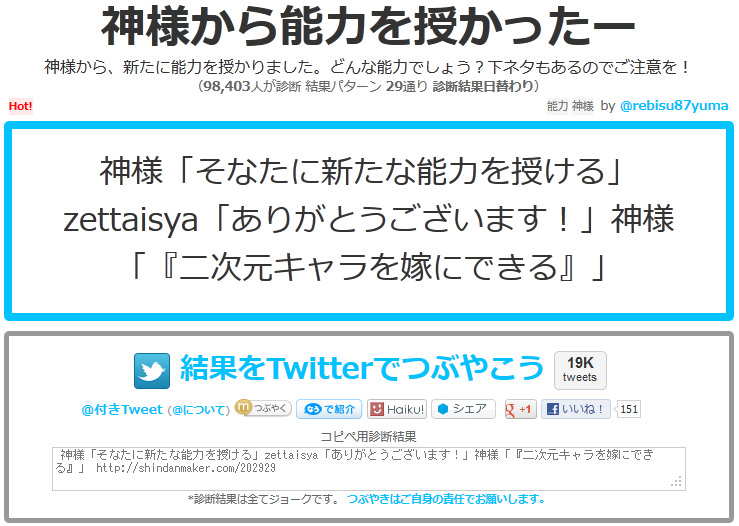 神様から能力を授かったー
神様から、新たに能力を授かりました。どんな能力でしょう？下ネタもあるのでご注意を！
（98,403人が診断 結果パターン 29通り 診断結果日替わり）
Hot! 能力 神様 by @rebisu87yuma
神様「そなたに新たな能力を授ける」
zettaisya「ありがとうございます！」神様
「『二次元キャラを嫁にできる』」
結果をTwitterでつぶやこう 19K
tweets
@付きTweet (@について) m つぶやく で紹介 Haiku! シェア g +1 f いいね！ 151
コピペ用診断結果
神様「そなたに新たな能力を授ける」zettaisya「ありがとうございます！」神様「『二次元キャラを嫁にでき
る』」 http://shindanmaker.com/202929
*診断結果は全てジョークです。 つぶやきはご自身の責任でお願いします。